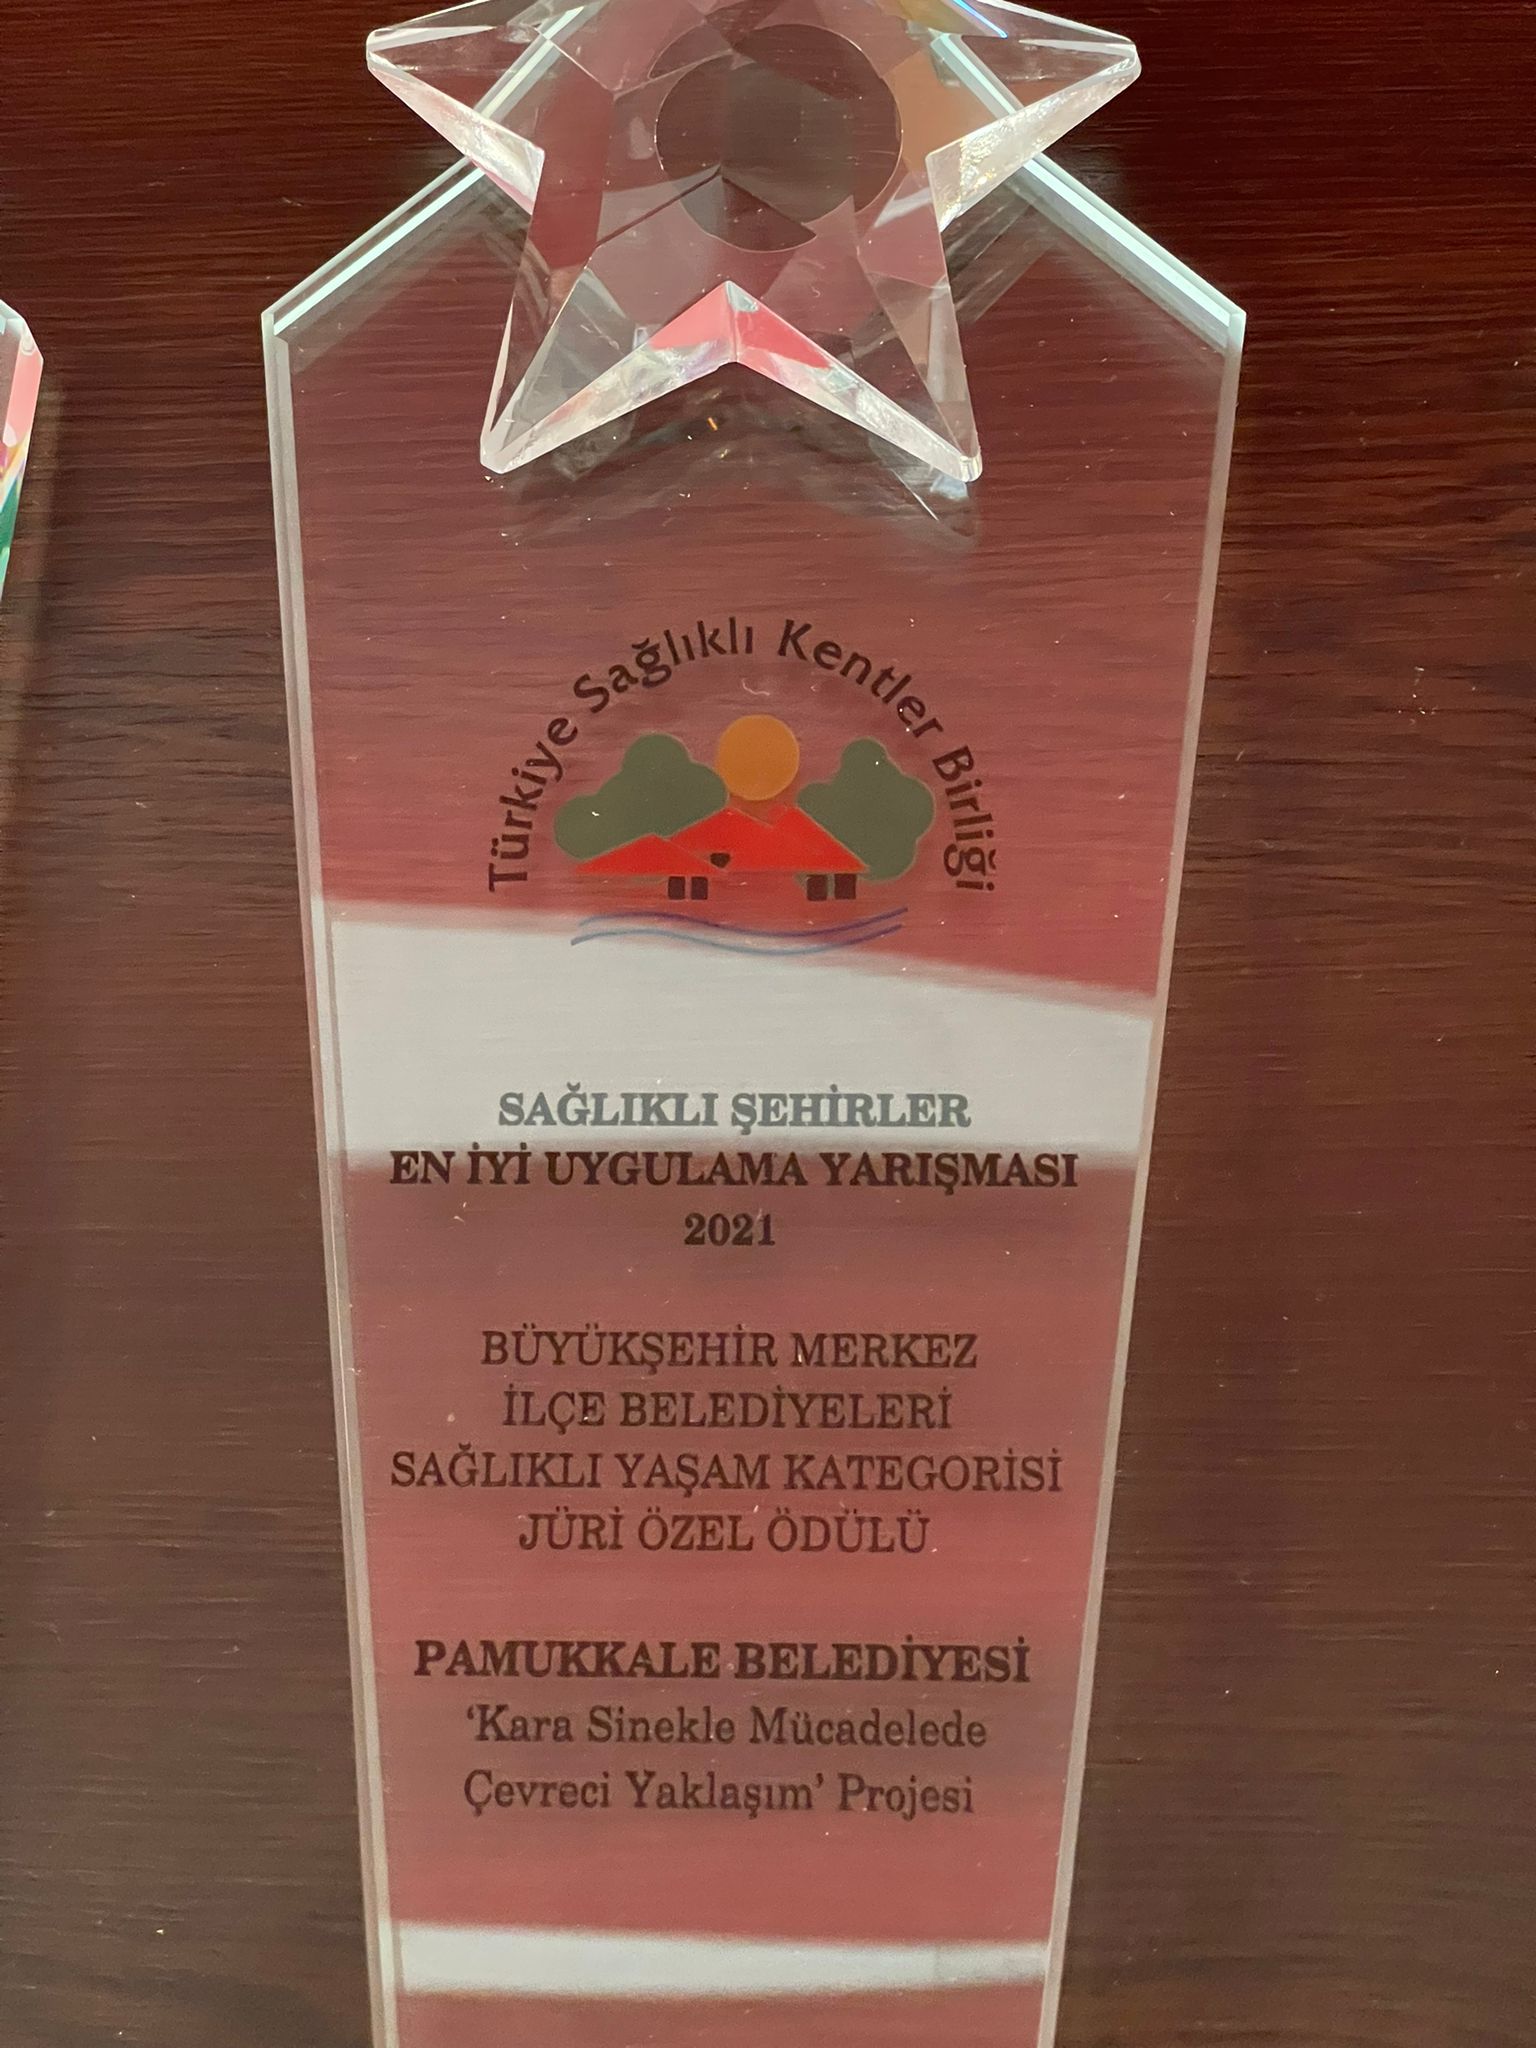 Türkiye Sağlıklı Kentler Birliği
SAĞLIKLI ŞEHİRLER
EN İYİ UYGULAMA YARIŞMASI
2021
BÜYÜKŞEHİR MERKEZ
İLÇE BELEDİYELERİ
SAĞLIKLI YAŞAM KATEGORİSİ
JÜRİ ÖZEL ÖDÜLÜ
PAMUKKALE BELEDİYESİ
‘Kara Sinekle Mücadelede
Çevreci Yaklaşım’ Projesi